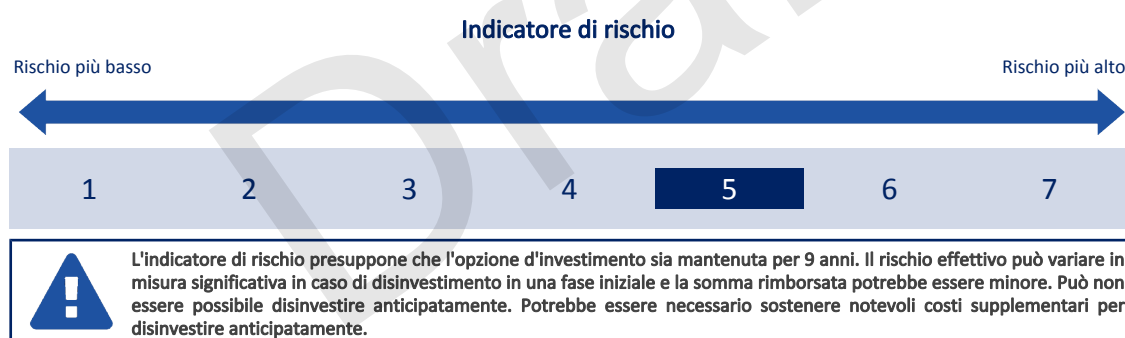 Indicatore di rischio
Rischio più basso
Rischio più alto
1 2 3 4 5 6 7
L'indicatore di rischio presuppone che l'opzione d'investimento sia mantenuta per 9 anni. Il rischio effettivo può variare in
misura significativa in caso di disinvestimento in una fase iniziale e la somma rimborsata potrebbe essere minore. Può non
essere possibile disinvestire anticipatamente. Potrebbe essere necessario sostenere notevoli costi supplementari per
disinvestire anticipatamente.